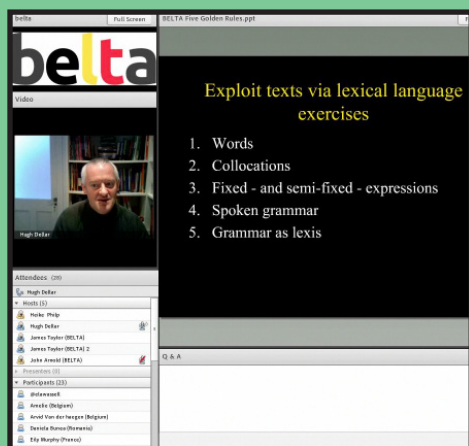 belta
Full Screen
BELTA Five Golden Rules.ppt
belta
Video
Hugh Dellar
Attendees (29)
Hugh Dellar
Hosts (5)
Heike Philp
Hugh Dellar
James Taylor (BELTA)
James Taylor (BELTA) 2
John Arnold (BELTA)
Presenters (0)
Participants (23)
@elawassell
Amelie (Belgium)
Arvid Van der haegen (Belgium)
Daniela Bunea (Romania)
Eily Murphy (France)
Exploit texts via lexical language
exercises
1. Words
2. Collocations
3. Fixed - and semi-fixed - expressions
4. Spoken grammar
5. Grammar as lexis
Q & A